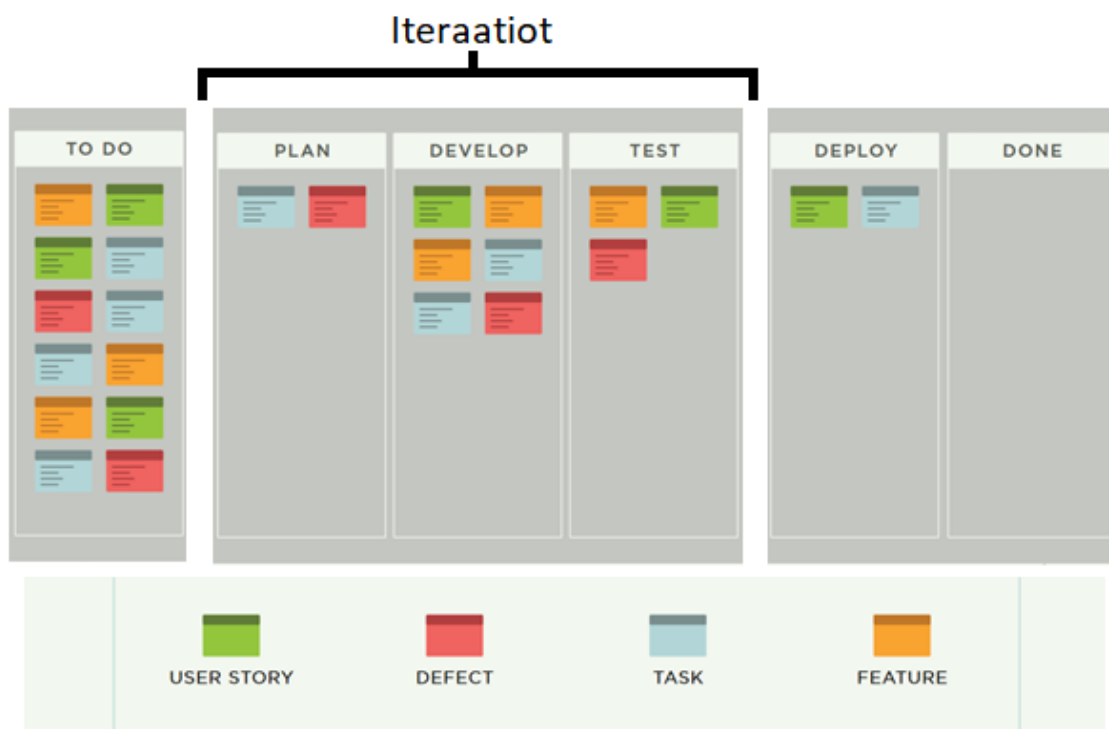 Iteraatiot
TO DO
PLAN
DEVELOP
TEST
DEPLOY
DONE
USER STORY
DEFECT
TASK
FEATURE